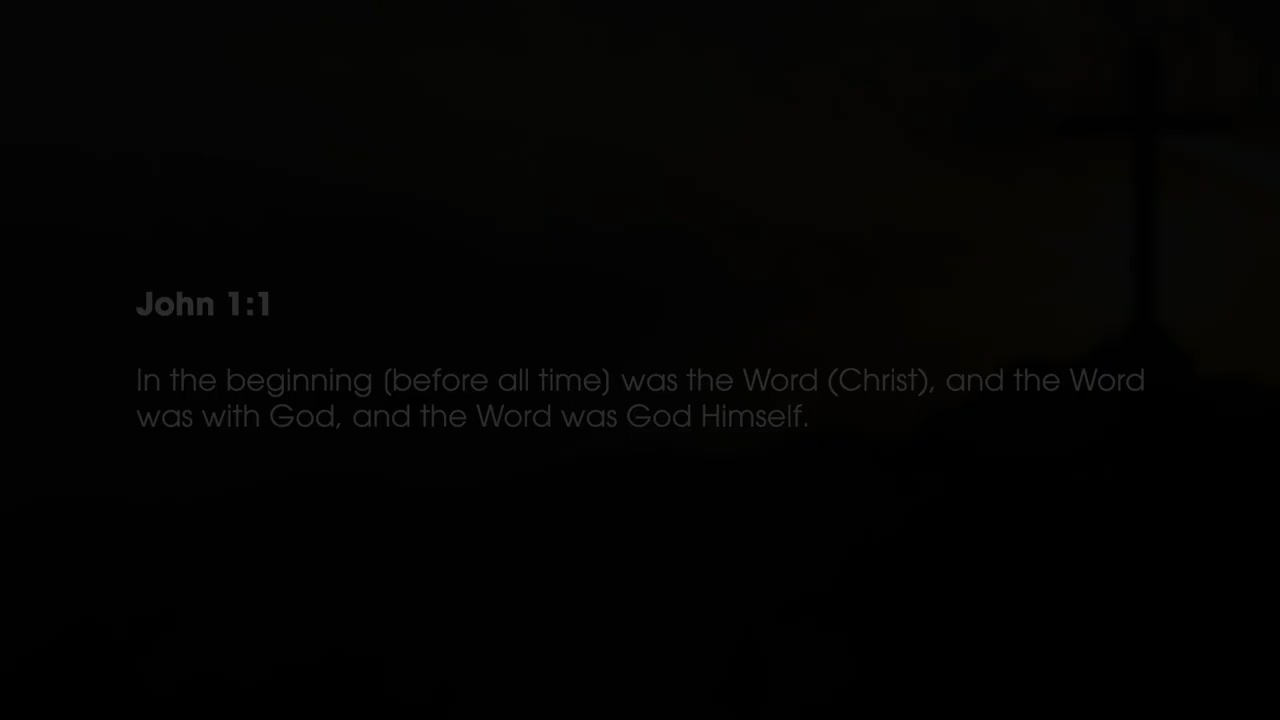 John 1:1
In the beginning [before all time] was the Word (Christ), and the Word
was with God, and the Word was God Himself.